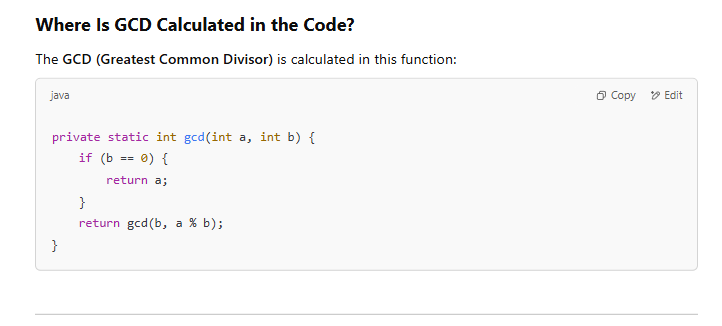 Where Is GCD Calculated in the Code?
The GCD (Greatest Common Divisor) is calculated in this function:
java Copy Edit
private static int gcd(int a, int b) {
    if (b == 0) {
        return a;
    }
    return gcd(b, a % b);
}